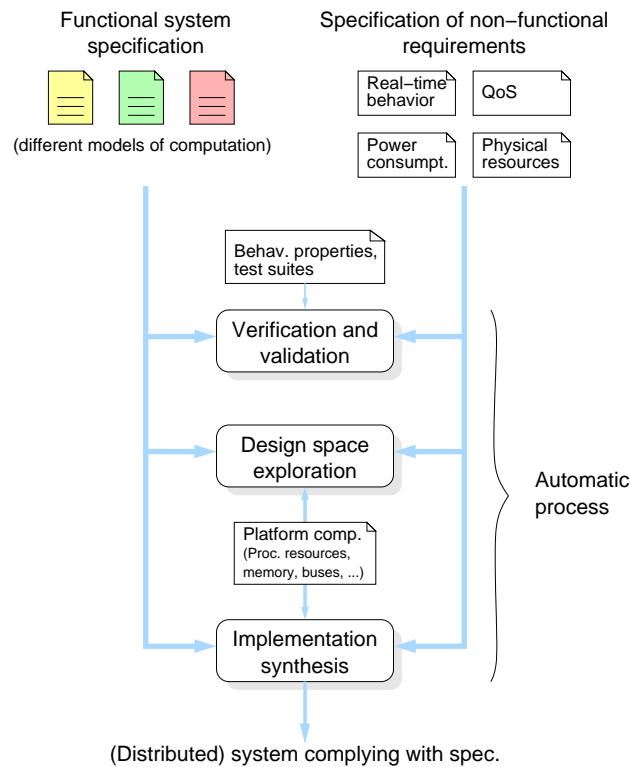 Functional system
specification
Specification of non−functional
requirements
Real−time
behavior
QoS
(different models of computation)
Power
consumpt.
Physical
resources
Behav. properties,
test suites
Verification and
validation
Design space
exploration
Automatic
process
Platform comp.
(Proc. resources,
memory, buses, ...)
Implementation
synthesis
(Distributed) system complying with spec.